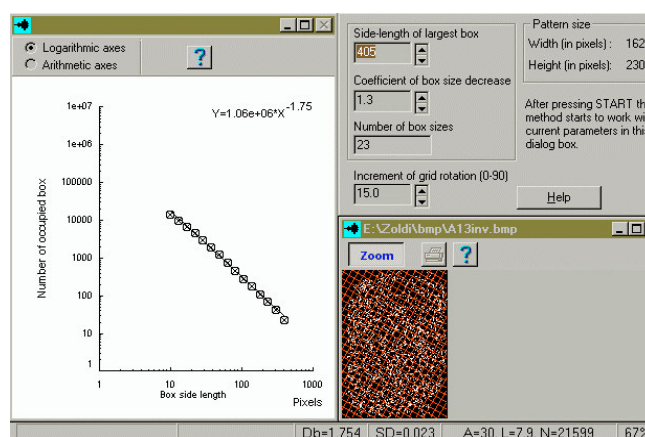 Logarithmic axes
Arithmetic axes
?
Y=1.06e+06*X^-1.75
Number of occupied box
1e+07
1e+06
100000
10000
1000
100
10
1
1
10
100
1000
Box side length
Pixels
Side-length of largest box
405
Coefficient of box size decrease
1.3
Number of box sizes
23
Increment of grid rotation (0-90)
15.0
Pattern size
Width (in pixels) : 162
Height (in pixels): 230
After pressing START th
method starts to work wi
current parameters in this
dialog box.
Help
E:\Zoldi\bmp\A13inv.bmp
Zoom
?
Db=1.754 SD=0.023 A=30, L=7.9, N=21599 67%